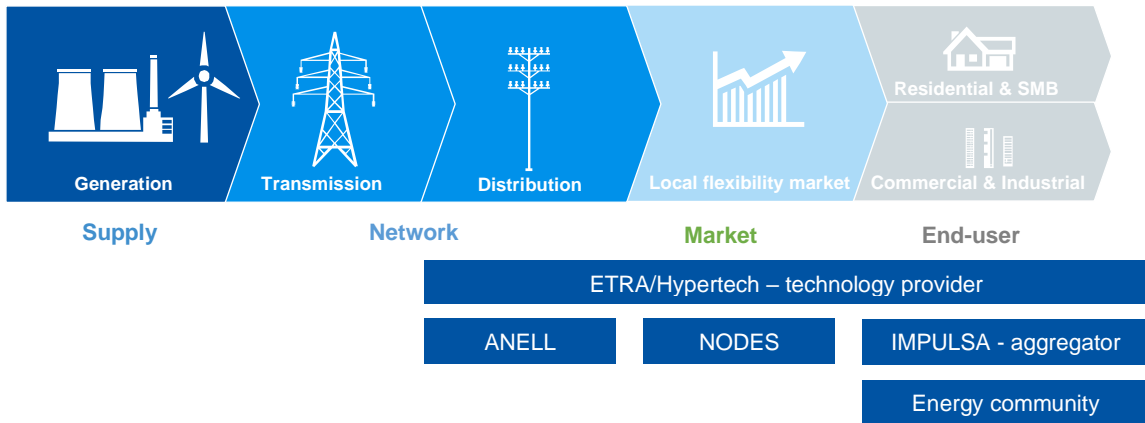 Generation
Transmission
Distribution
Local flexibility market
Residential & SMB
Commercial & Industrial
Supply
Network
Market
End-user
ETRA/Hypertech – technology provider
ANELL
NODES
IMPULSA - aggregator
Energy community